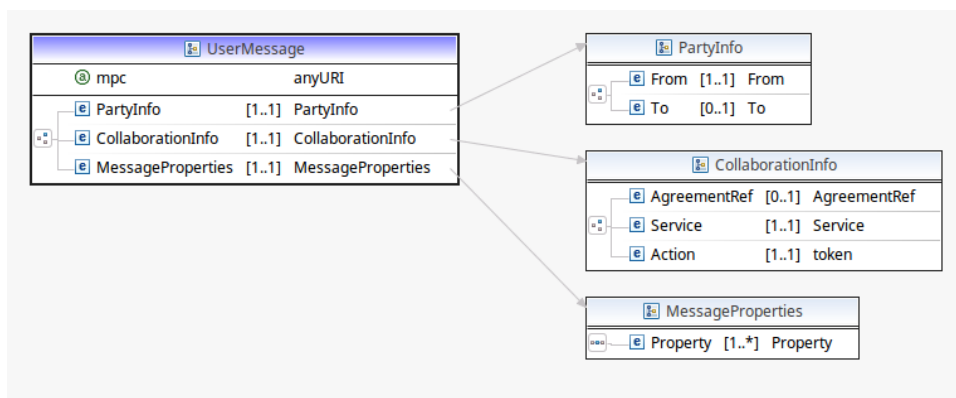 UserMessage
mpc anyURI
PartyInfo [1..1] PartyInfo
CollaborationInfo [1..1] CollaborationInfo
MessageProperties [1..1] MessageProperties
PartyInfo
From [1..1] From
To [0..1] To
CollaborationInfo
AgreementRef [0..1] AgreementRef
Service [1..1] Service
Action [1..1] token
MessageProperties
Property [1..*] Property